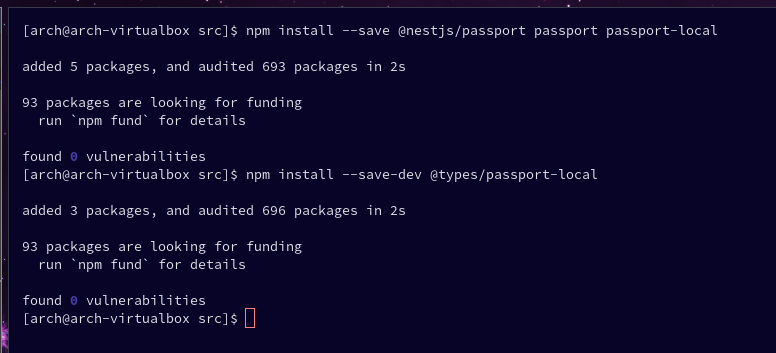 [arch@arch-virtualbox src]$ npm install --save @nestjs/passport passport passport-local
added 5 packages, and audited 693 packages in 2s
93 packages are looking for funding
run `npm fund` for details
found 0 vulnerabilities
[arch@arch-virtualbox src]$ npm install --save-dev @types/passport-local
added 3 packages, and audited 696 packages in 2s
93 packages are looking for funding
run `npm fund` for details
found 0 vulnerabilities
[arch@arch-virtualbox src]$